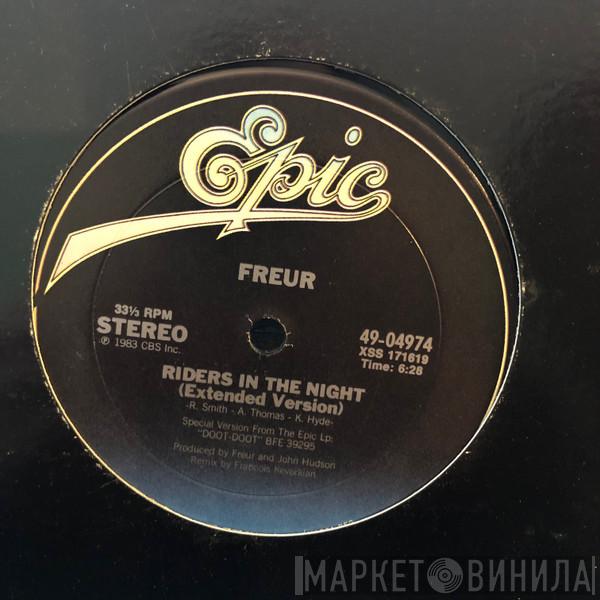 Epic
FREUR
33⅓ RPM
STEREO
℗ 1983 CBS Inc.
49-04974
XSS 171619
Time: 6:28
RIDERS IN THE NIGHT
(Extended Version)
-R. Smith - A. Thomas - K. Hyde-
Special Version From The Epic Lp:
"DOOT-DOOT" BFE 39295
Produced by Freur and John Hudson
Remix by Francois Kevorkian
МАРКЕТ ВИНИЛА